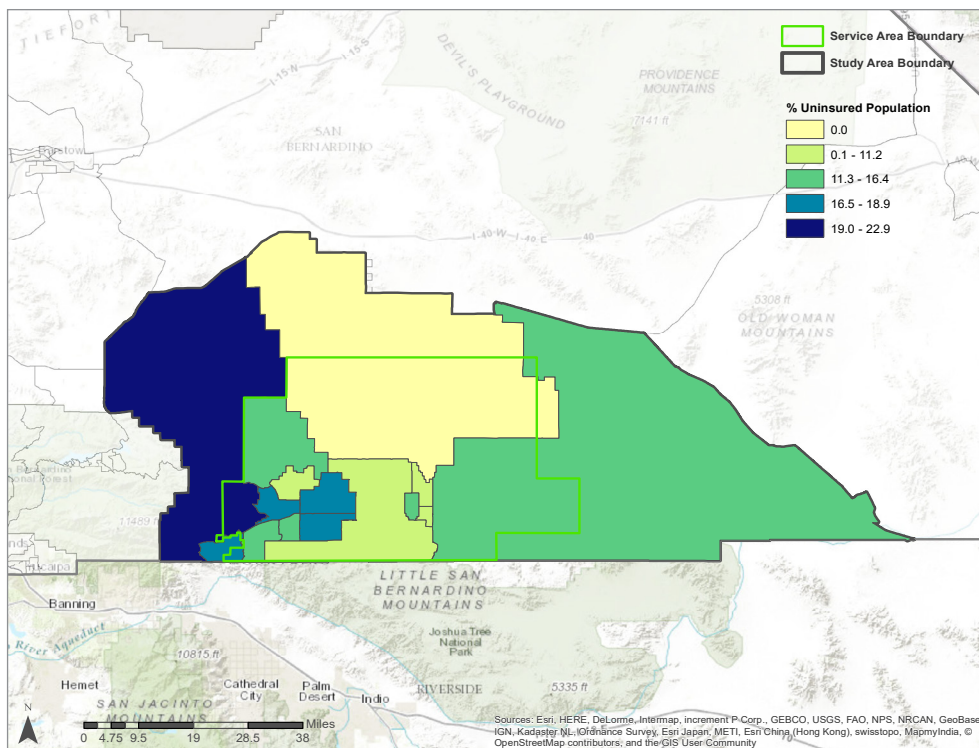 TIEFORT
I-15-N
I-15-S
DEVIL'S PLAYGROUND
PROVIDENCE
MOUNTAINS
7141 ft
SAN
BERNARDINO
Barstow
I-40-W
I-40-E
40
Service Area Boundary
Study Area Boundary
% Uninsured Population
0.0
0.1 - 11.2
11.3 - 16.4
16.5 - 18.9
19.0 - 22.9
5308 ft
OLD WOMAN
MOUNTAINS
11489 ft
LITTLE SAN
BERNARDINO
MOUNTAINS
Banning
Joshua Tree
National
Park
10815 ft
Hemet
Cathedral
City
Palm
Desert
Indio
RIVERSIDE
5335 ft
SAN JACINTO
MOUNTAINS
N
Miles
0 4.75 9.5 19 28.5 38
Sources: Esri, HERE, DeLorme, Intermap, increment P Corp., GEBCO, USGS, FAO, NPS, NRCAN, GeoBase,
IGN, Kadaster NL, Ordnance Survey, Esri Japan, METI, Esri China (Hong Kong), swisstopo, MapmyIndia, ©
OpenStreetMap contributors, and the GIS User Community